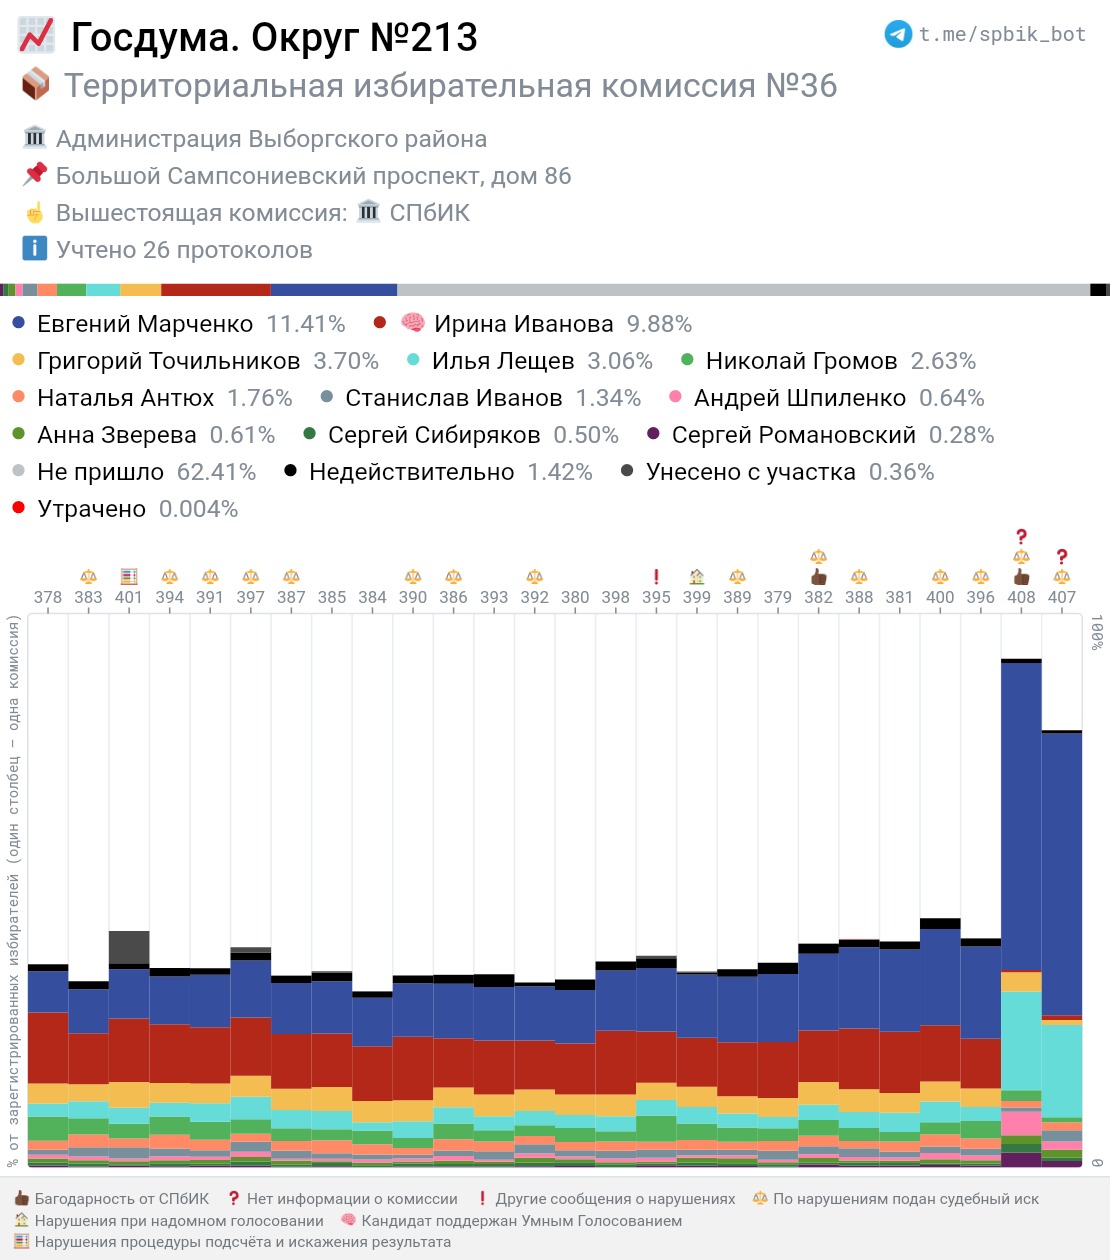 Госдума. Округ №213
t.me/spbik_bot
Территориальная избирательная комиссия №36
Администрация Выборгского района
Большой Сампсониевский проспект, дом 86
Вышестоящая комиссия: СПбИК
Учтено 26 протоколов
Евгений Марченко 11.41% Ирина Иванова 9.88%
Григорий Точильников 3.70% Илья Лещев 3.06% Николай Громов 2.63%
Наталья Антюх 1.76% Станислав Иванов 1.34% Андрей Шпиленко 0.64%
Анна Зверева 0.61% Сергей Сибиряков 0.50% Сергей Романовский 0.28%
Не пришло 62.41% Недействительно 1.42% Унесено с участка 0.36%
Утрачено 0.004%
378 383 401 394 391 397 387 385 384 390 386 393 392 380 398 395 399 389 379 382 388 381 400 396 408 407
% от зарегистрированных избирателей (один столбец — одна комиссия)
100%
0
Багодарность от СПбИК ? Нет информации о комиссии ! Другие сообщения о нарушениях По нарушениям подан судебный иск
Нарушения при надомном голосовании Кандидат поддержан Умным Голосованием
Нарушения процедуры подсчёта и искажения результата